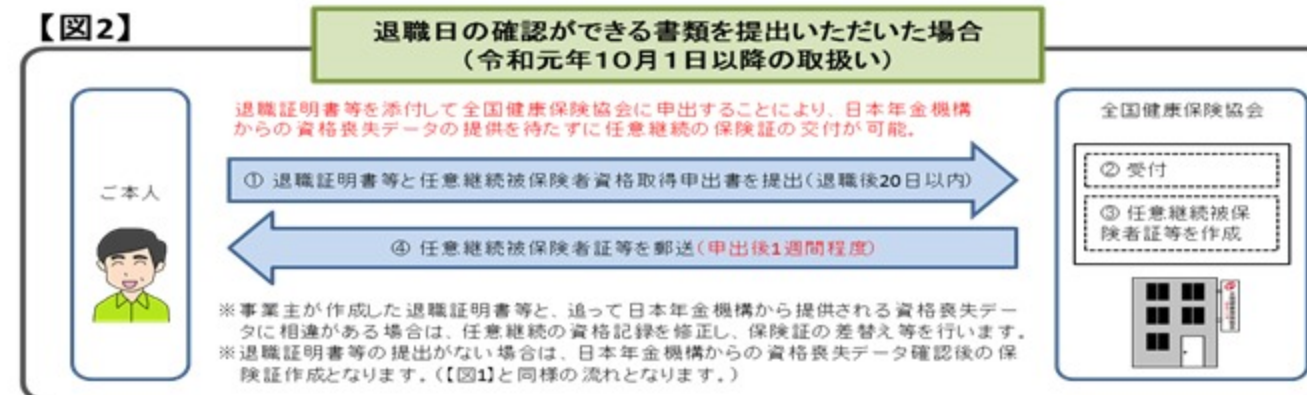 【図2】
退職日の確認ができる書類を提出いただいた場合
（令和元年10月1日以降の取扱い）
退職証明書等を添付して全国健康保険協会に申出することにより、日本年金機構
からの資格喪失データの提供を待たずに任意継続の保険証の交付が可能。
全国健康保険協会
① 退職証明書等と任意継続被保険者資格取得申出書を提出（退職後20日以内）
② 受付
ご本人
③ 任意継続被保
険者証等を作成
④ 任意継続被保険者証等を郵送（申出後1週間程度）
※事業主が作成した退職証明書等と、追って日本年金機構から提供される資格喪失デー
タに相違がある場合は、任意継続の資格記録を修正し、保険証の差替え等を行います。
※退職証明書等の提出がない場合は、日本年金機構からの資格喪失データ確認後の保
険証作成となります。（【図1】と同様の流れとなります。）